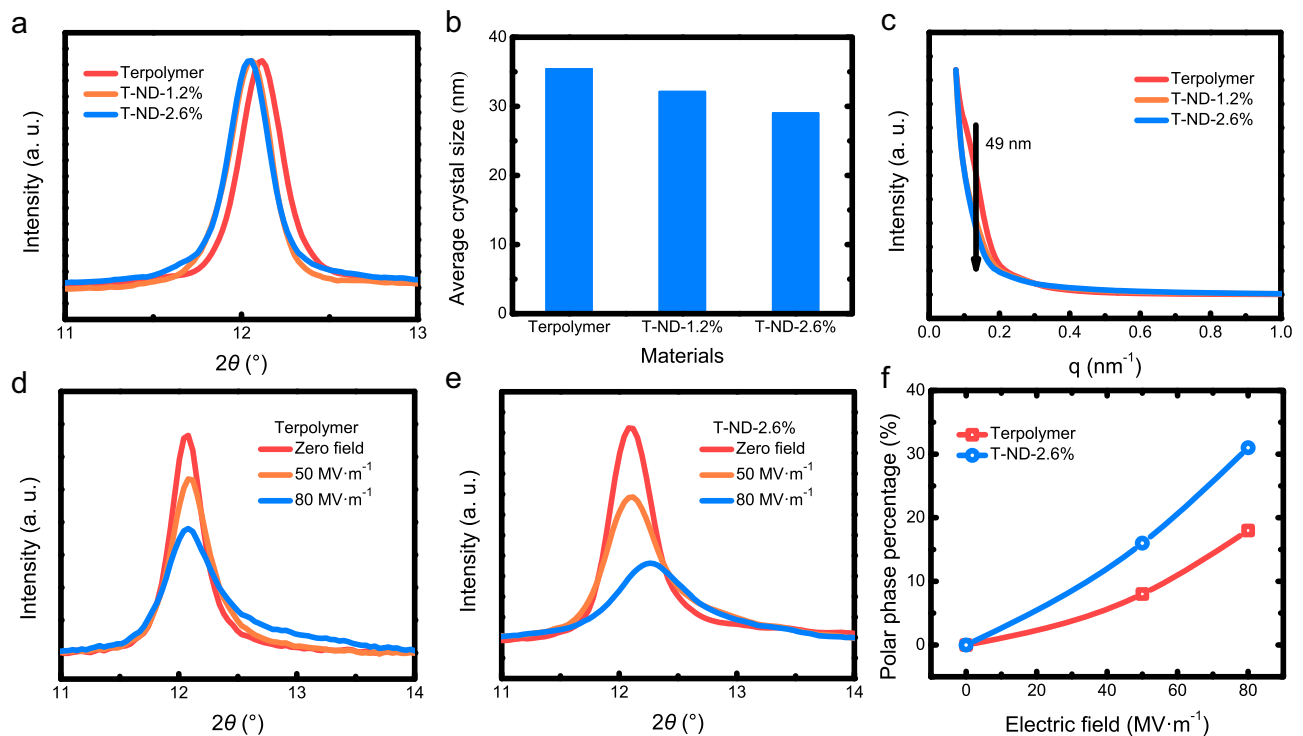 a
Terpolymer
T-ND-1.2%
T-ND-2.6%
Intensity (a. u.)
11
12
13
2θ (°)
b
40
30
20
10
0
Average crystal size (nm)
Terpolymer
T-ND-1.2%
T-ND-2.6%
Materials
c
Terpolymer
T-ND-1.2%
T-ND-2.6%
49 nm
Intensity (a. u.)
0.0
0.2
0.4
0.6
0.8
1.0
q (nm⁻¹)
d
Terpolymer
Zero field
50 MV·m⁻¹
80 MV·m⁻¹
Intensity (a. u.)
11
12
13
14
2θ (°)
e
T-ND-2.6%
Zero field
50 MV·m⁻¹
80 MV·m⁻¹
Intensity (a. u.)
11
12
13
14
2θ (°)
f
40
30
20
10
0
Polar phase percentage (%)
Terpolymer
T-ND-2.6%
0
20
40
60
80
Electric field (MV·m⁻¹)